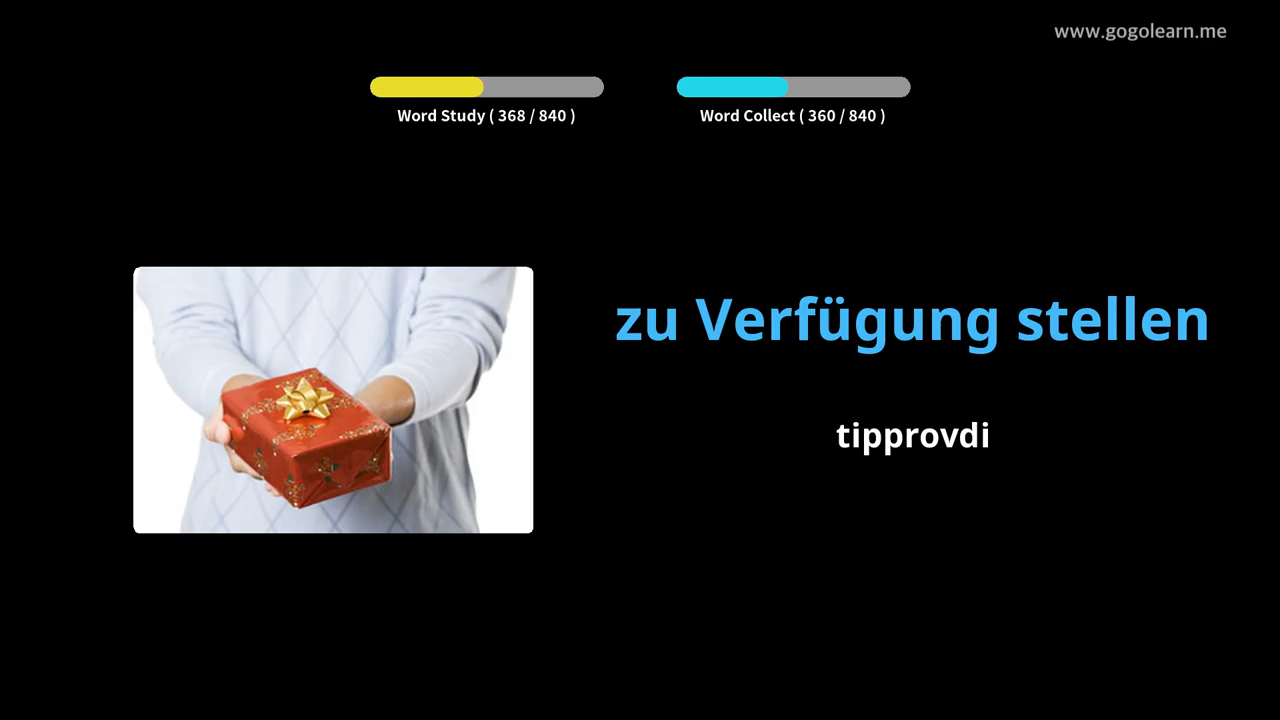 www.gogolearn.me
Word Study ( 368 / 840 )
Word Collect ( 360 / 840 )
zu Verfügung stellen
tipprovdi